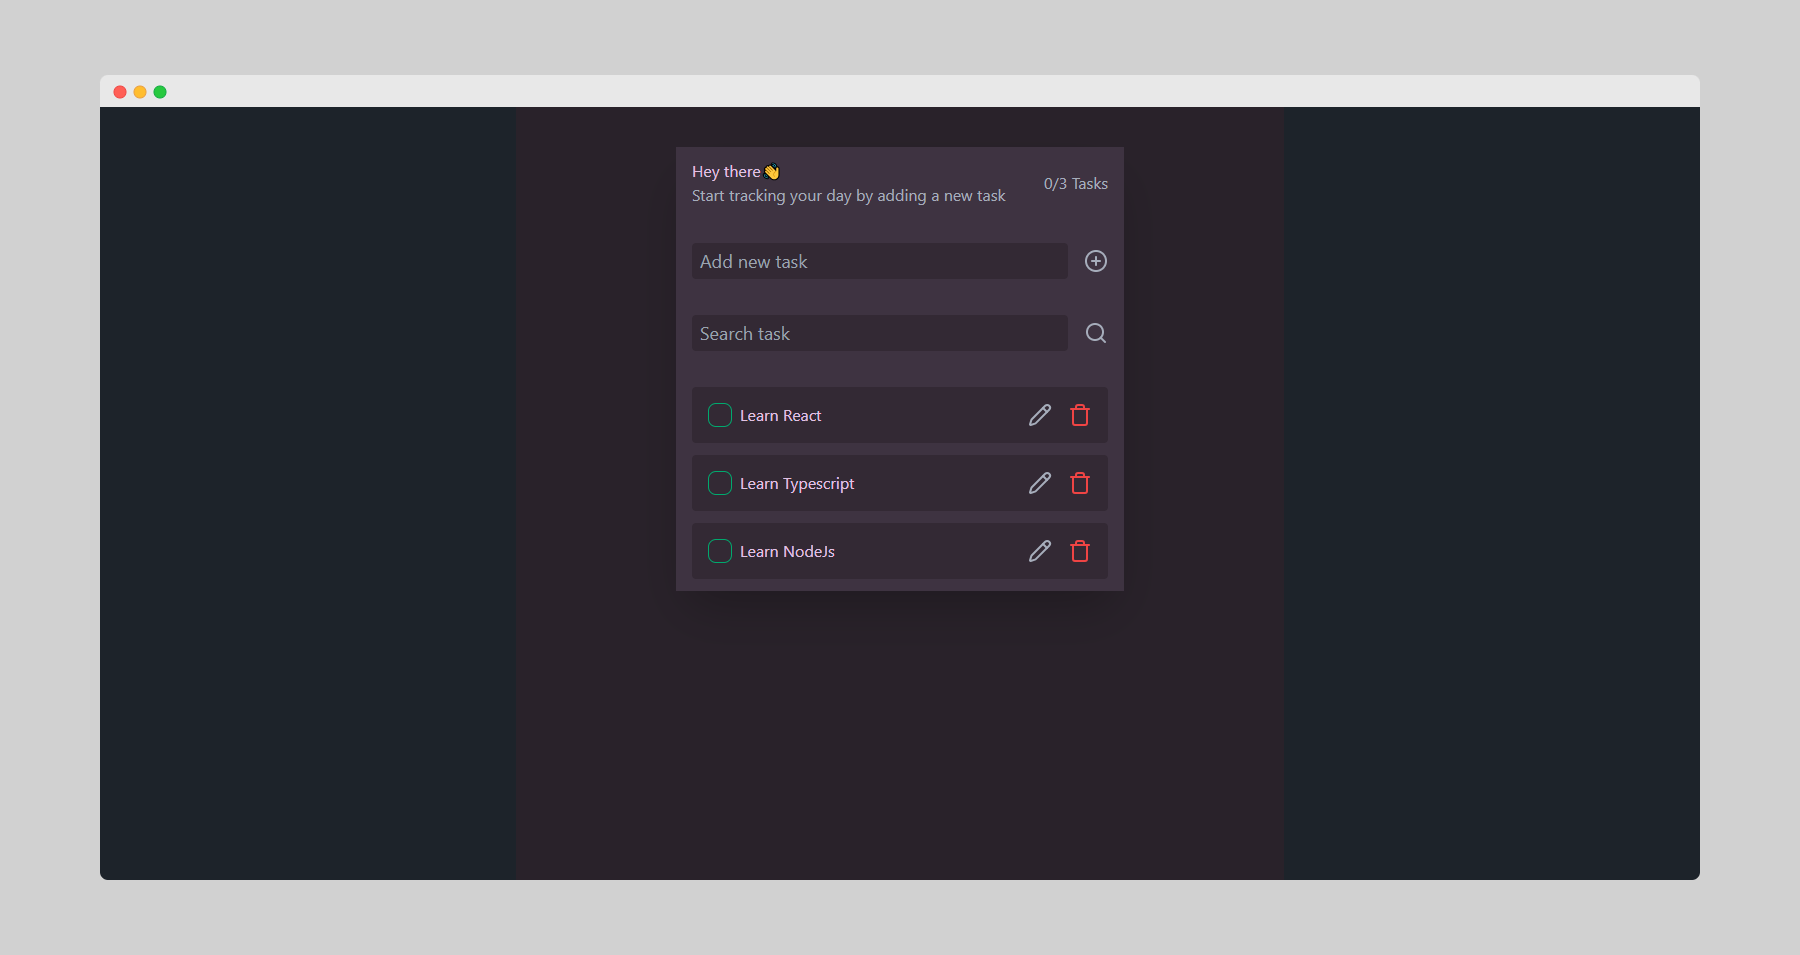 Hey there👋
Start tracking your day by adding a new task
0/3 Tasks
Add new task
Search task
Learn React
Learn Typescript
Learn NodeJs